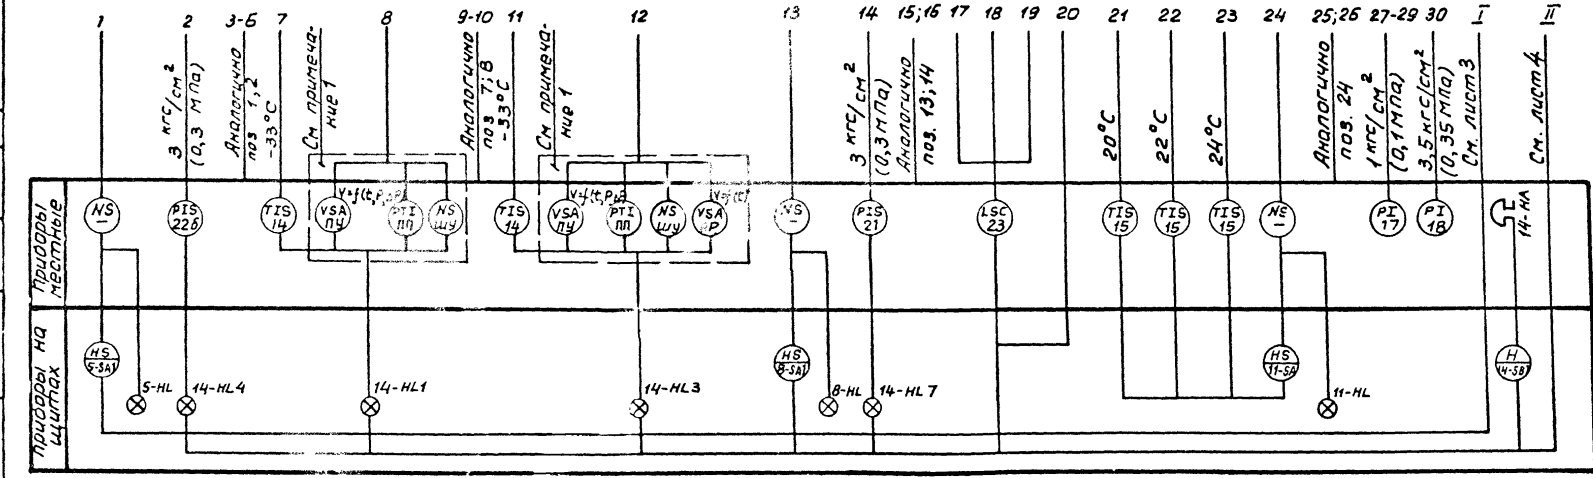 1 2 3-6 7 8 9-10 11 12 13 14 15;16 17 18 19 20 21 22 23 24 25;26 27-29 30 I II
3 кгс/см²
(0,3 МПа)
Аналогично
поз 1,2
-33°С
См примеча-
ние 1
Аналогично
поз 7;8
-33°С
См примеча-
ние 1
3 кгс/см²
(0,3 МПа)
Аналогично
поз. 13;14
20°С
22°С
24°С
Аналогично
поз. 24
1 кгс/см²
(0,1 МПа)
3,5 кгс/см²
(0,35 МПа)
См. лист 3
См. лист 4
Приборы
местные
NS
–
PIS
22б
TIS
14
VSA
ПУ
PTI
ПП
NS
ШУ
TIS
14
VSA
ПУ
PTI
ПП
NS
ШУ
VSA
NS
–
PIS
21
LSC
23
TIS
15
TIS
15
TIS
15
NS
–
PI
17
PI
18
14-НА
Приборы на
щитах
HS
5-SA1
5-HL
14-HL4
14-HL1
14-HL3
HS
8-SA1
8-HL
14-HL7
HS
11-SA
11-HL
H
14-SB1